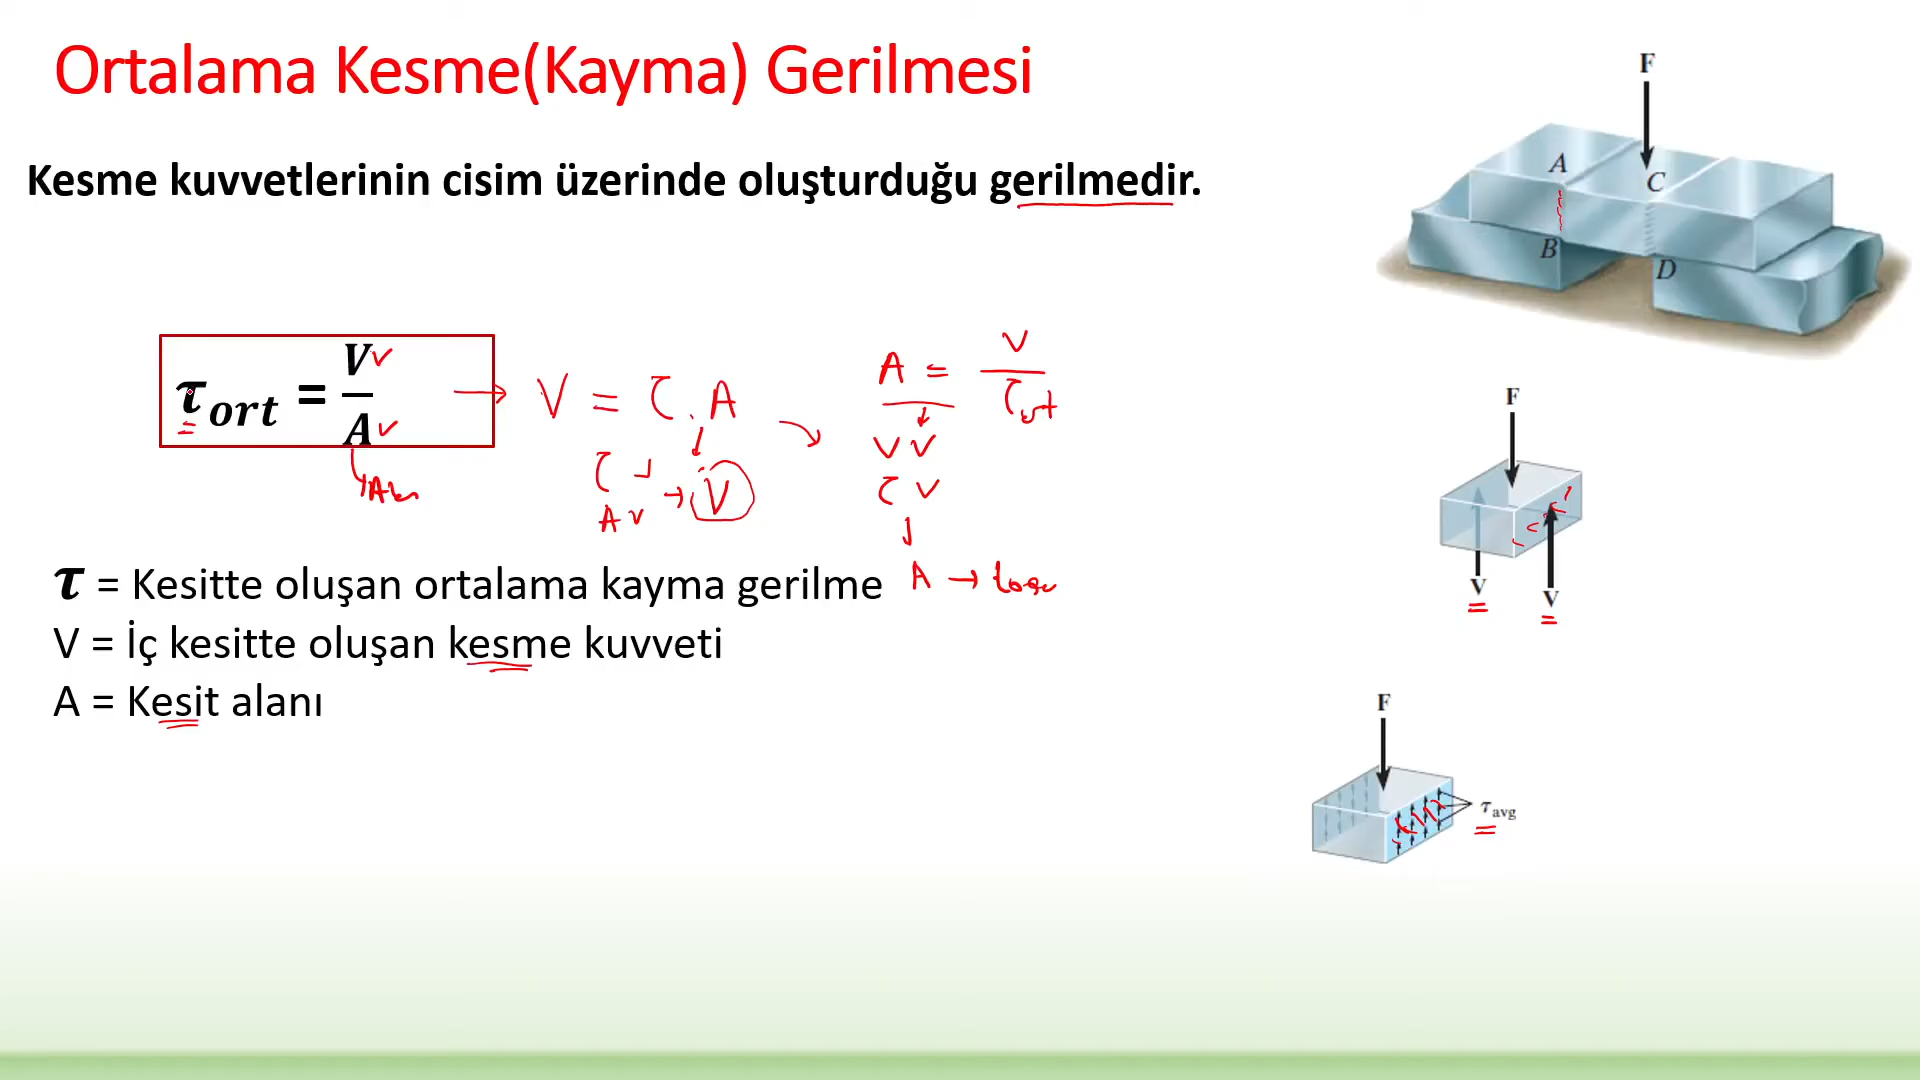 Ortalama Kesme(Kayma) Gerilmesi
Kesme kuvvetlerinin cisim üzerinde oluşturduğu gerilmedir.
τort = V/A
V = τ . A
A = V / τort
τ
A
V
V
τ
A
τ = Kesitte oluşan ortalama kayma gerilme
V = İç kesitte oluşan kesme kuvveti
A = Kesit alanı
F
A
C
B
D
F
V
V
F
τavg